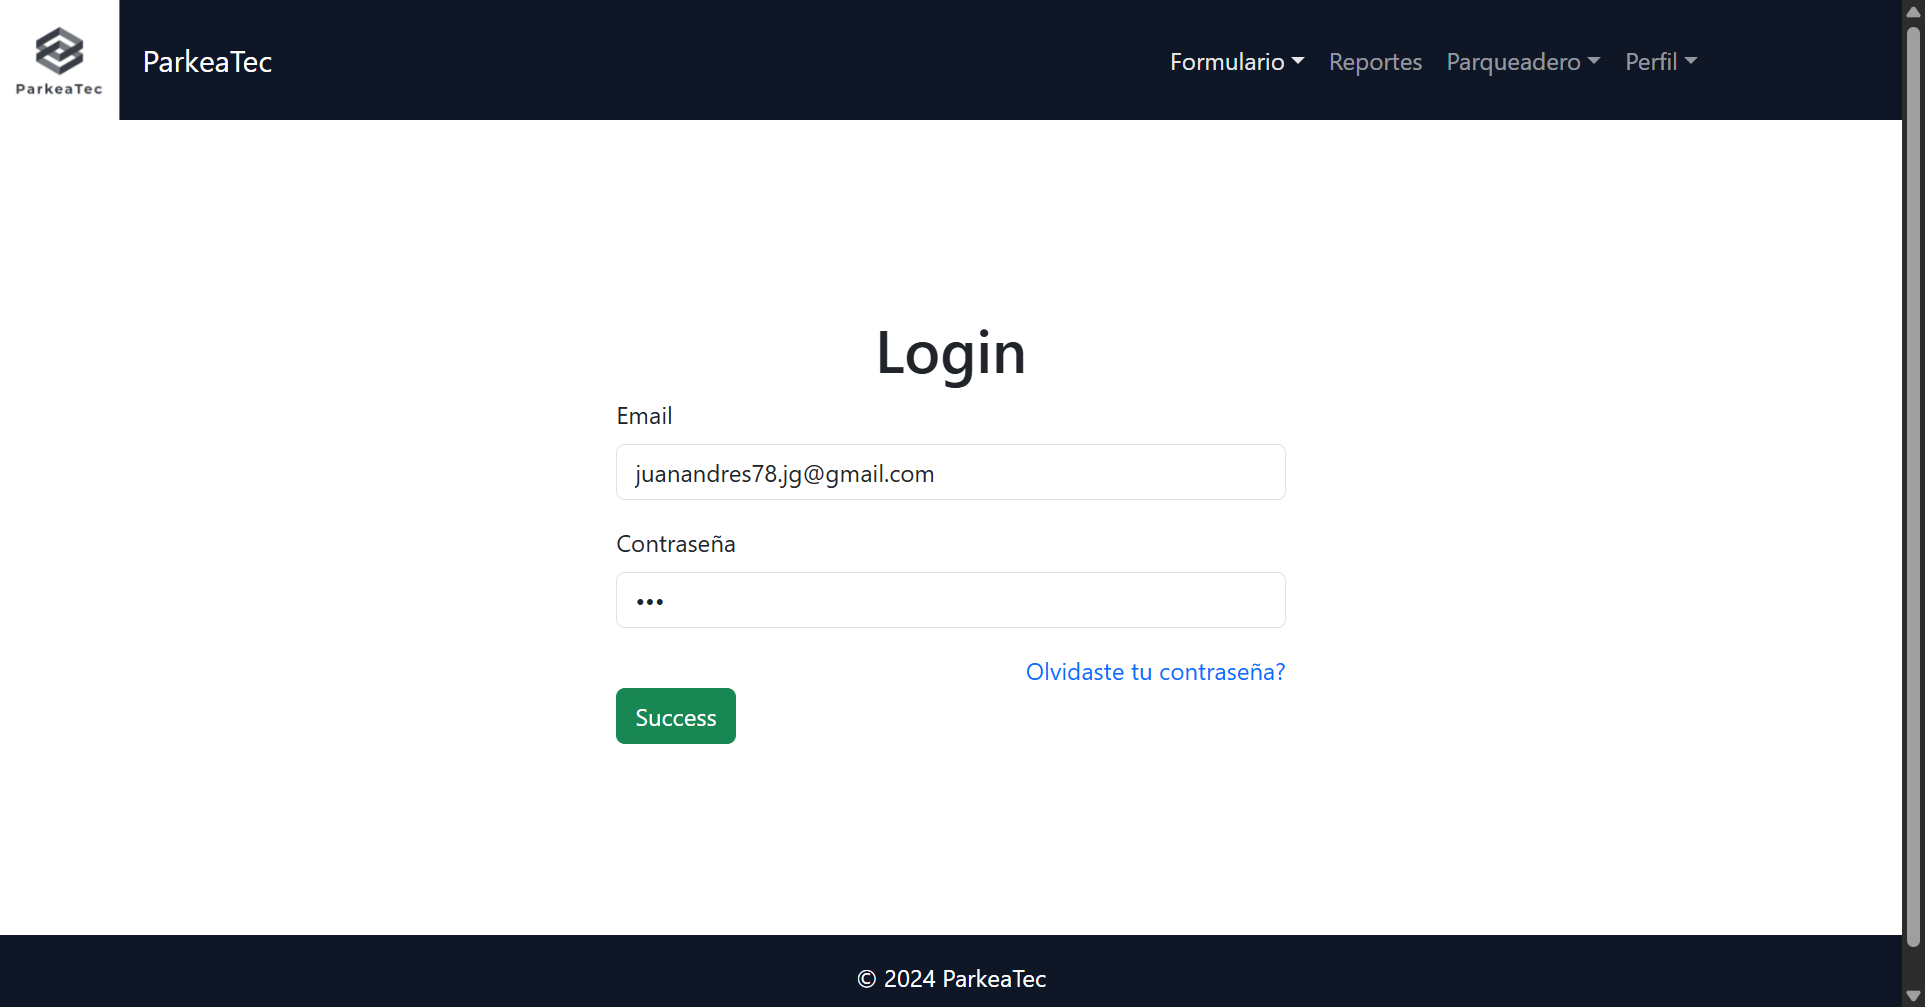 ParkeaTec
ParkeaTec
Formulario Reportes Parqueadero Perfil
Login
Email
juanandres78.jg@gmail.com
Contraseña
•••
Olvidaste tu contraseña?
Success
© 2024 ParkeaTec